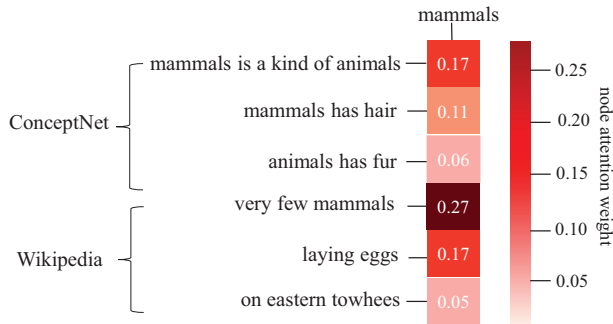 mammals
mammals is a kind of animals
0.17
mammals has hair
0.11
ConceptNet
animals has fur
0.06
very few mammals
0.27
Wikipedia
laying eggs
0.17
on eastern towhees
0.05
0.25
0.20
0.15
0.10
0.05
node attention weight